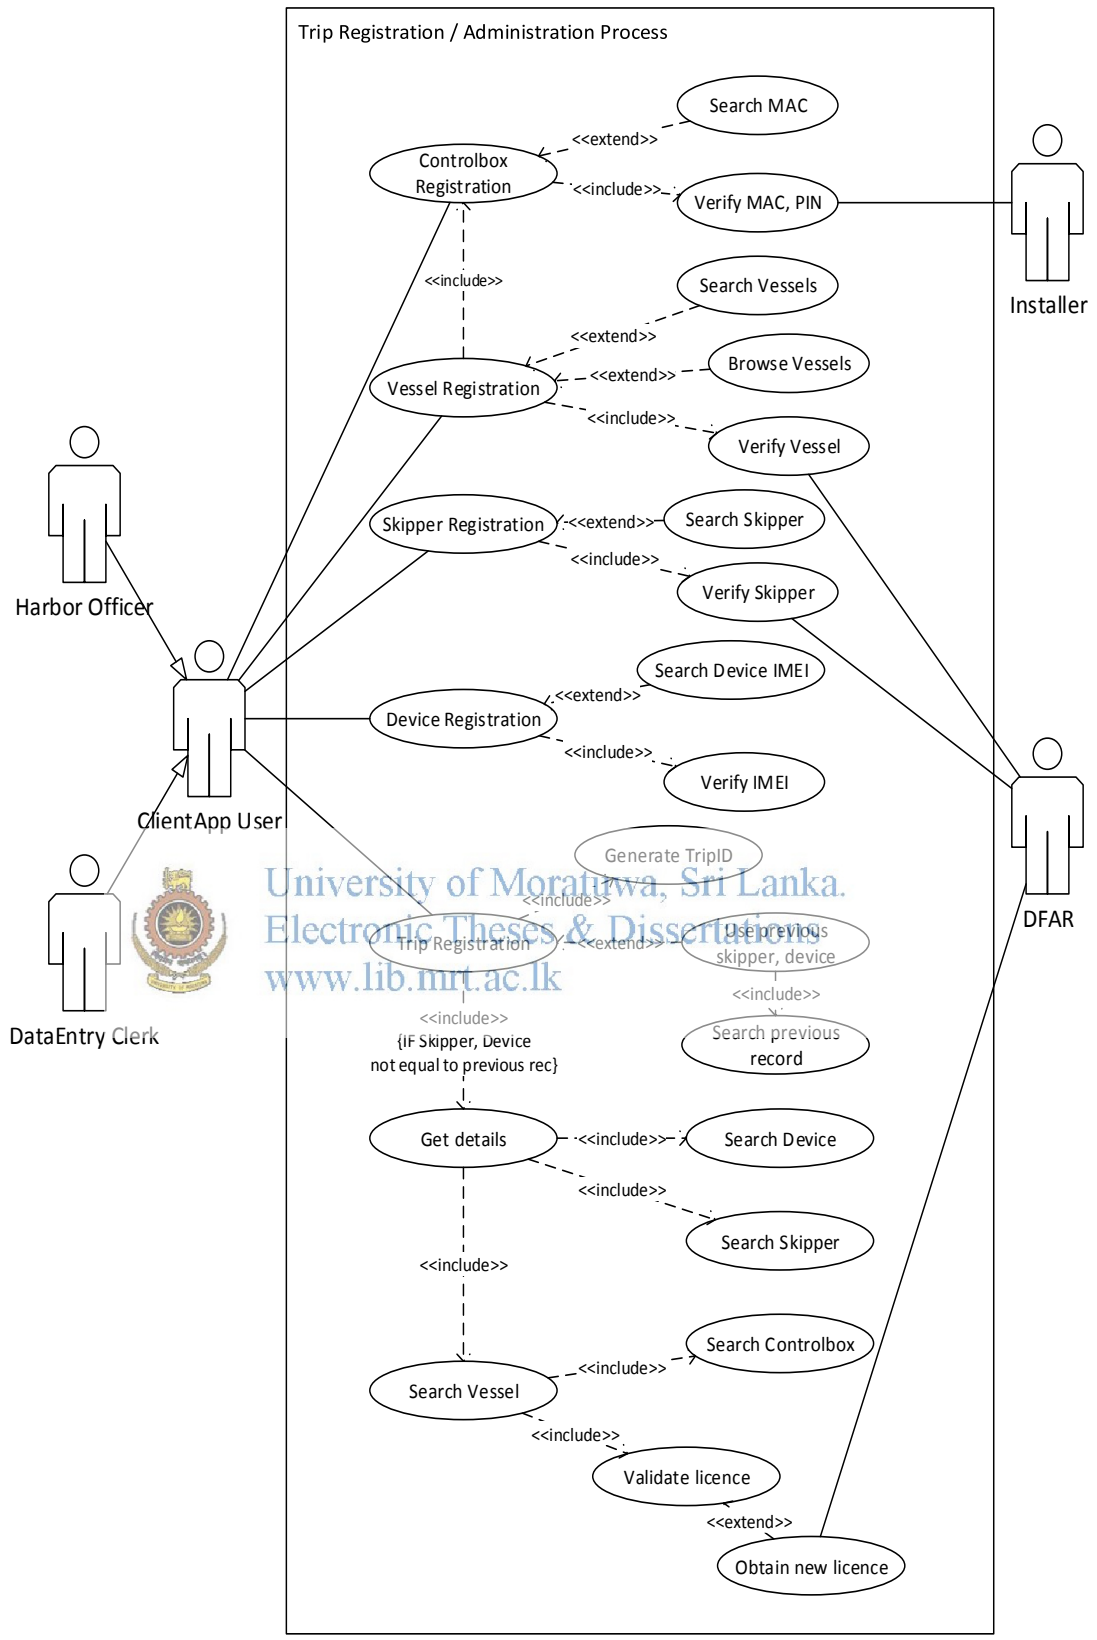 Trip Registration / Administration Process
Search MAC
<<extend>>
Controlbox
Registration
<<include>>
Verify MAC, PIN
Installer
<<include>>
Search Vessels
<<extend>>
Browse Vessels
<<extend>>
Vessel Registration
<<include>>
Verify Vessel
Skipper Registration
<<extend>>
Search Skipper
<<include>>
Verify Skipper
Harbor Officer
Search Device IMEI
<<extend>>
Device Registration
<<include>>
Verify IMEI
ClientApp User
Generate TripID
University of Moratuwa, Sri Lanka.
<<include>>
Electronic Theses & Dissertations
www.lib.mrt.ac.lk
Trip Registration
<<extend>>
Use previous
skipper, device
DFAR
<<include>>
<<include>>
{IF Skipper, Device
not equal to previous rec}
Search previous
record
DataEntry Clerk
Get details
<<include>>
Search Device
<<include>>
Search Skipper
<<include>>
Search Controlbox
<<include>>
Search Vessel
<<include>>
Validate licence
<<extend>>
Obtain new licence